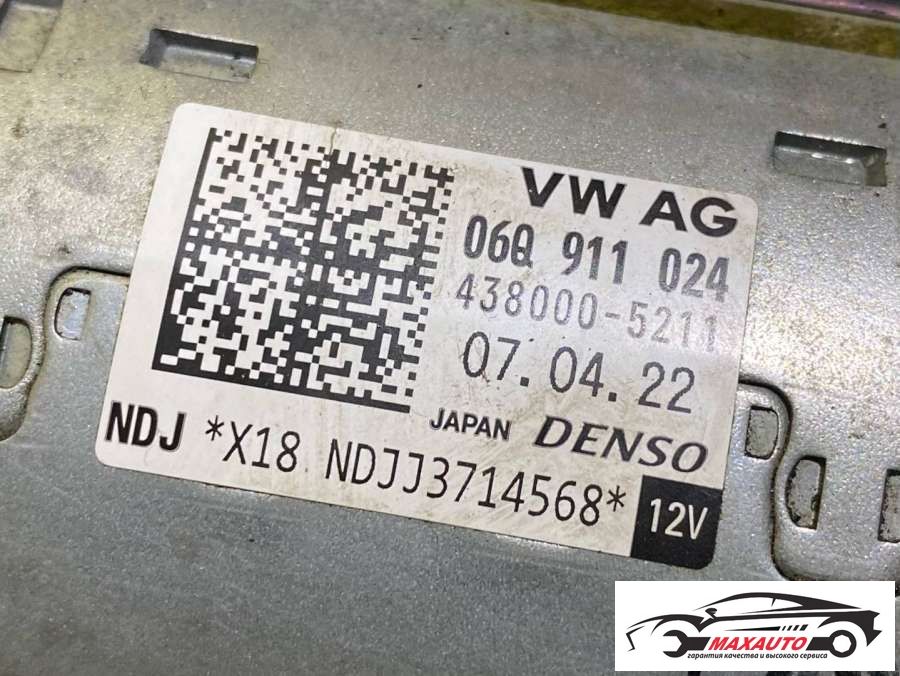 VW AG
06Q 911 024
438000-5211
07.04.22
JAPAN DENSO
NDJ *X18 NDJJ3714568*
12V
MAXAUTO
гарантия качества и высокого сервиса